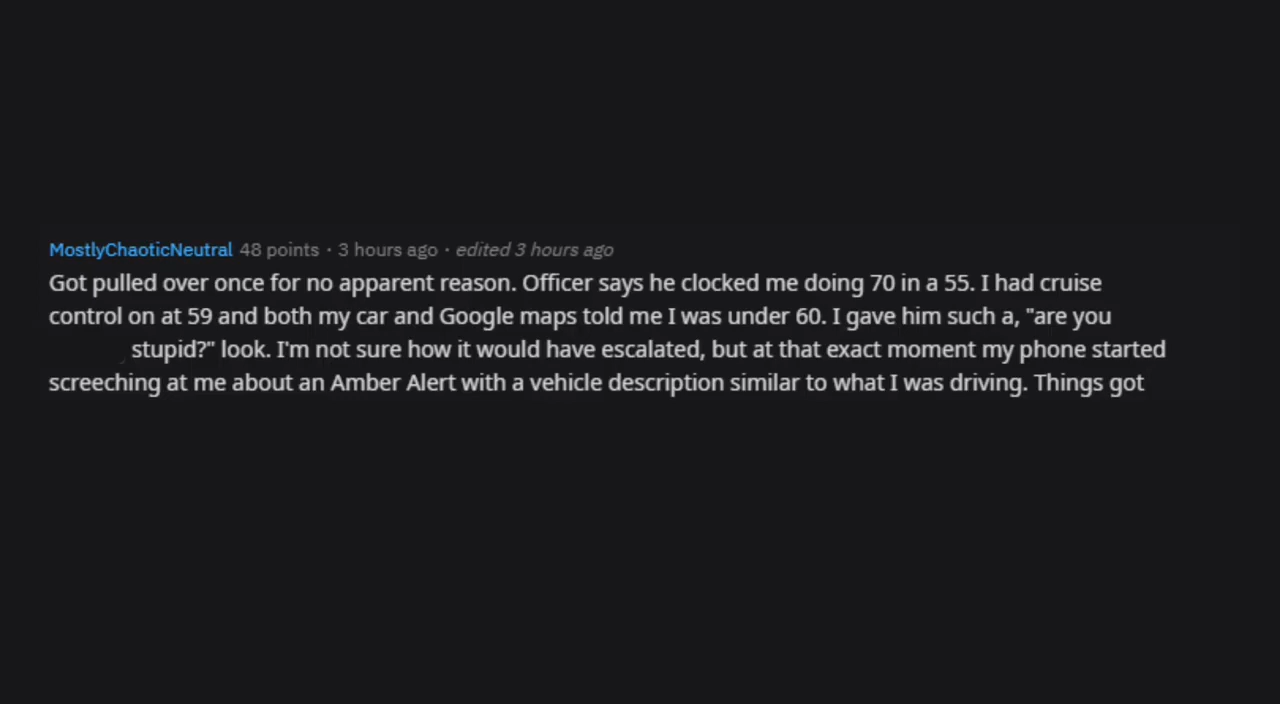 MostlyChaoticNeutral 48 points · 3 hours ago · edited 3 hours ago
Got pulled over once for no apparent reason. Officer says he clocked me doing 70 in a 55. I had cruise
control on at 59 and both my car and Google maps told me I was under 60. I gave him such a, "are you
stupid?" look. I'm not sure how it would have escalated, but at that exact moment my phone started
screeching at me about an Amber Alert with a vehicle description similar to what I was driving. Things got